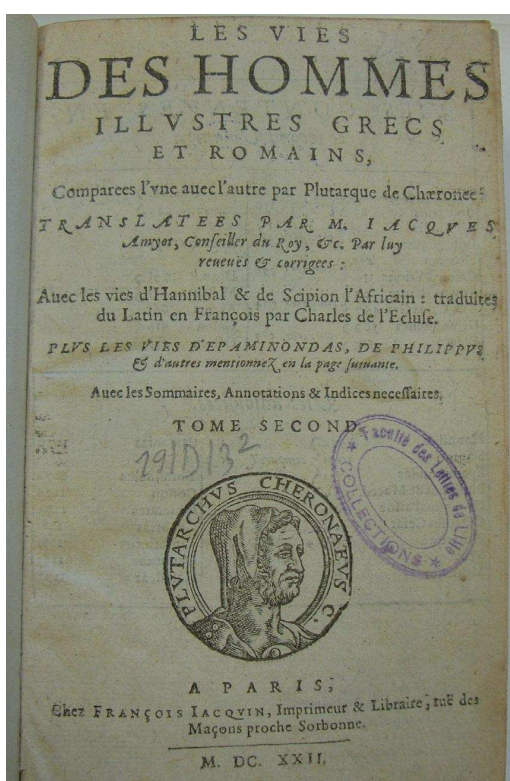 LES VIES
DES HOMMES
ILLVSTRES GRECS
ET ROMAINS,
Comparees l'vne auec l'autre par Plutarque de Chæronee:
TRANSLATEES PAR M. IACQVES
Amyot, Conſeiller du Roy, &c. Par luy
reueuës & corrigees :
Auec les vies d'Hannibal & de Scipion l'Africain : traduites
du Latin en François par Charles de l'Ecluſe.
PLVS LES VIES D'EPAMINONDAS, DE PHILIPPVS
& d'autres mentionnez en la page ſuiuante.
Auec les Sommaires, Annotations & Indices neceſſaires,
TOME SECOND
19/D/3²
Faculté des Lettres de Lille
COLLECTIONS
PLVTARCHVS CHERONAEVS C.
A PARIS,
Chez FRANÇOIS IACQVIN, Imprimeur & Libraire, ruë des
Maçons proche Sorbonne.
M. DC. XXII.